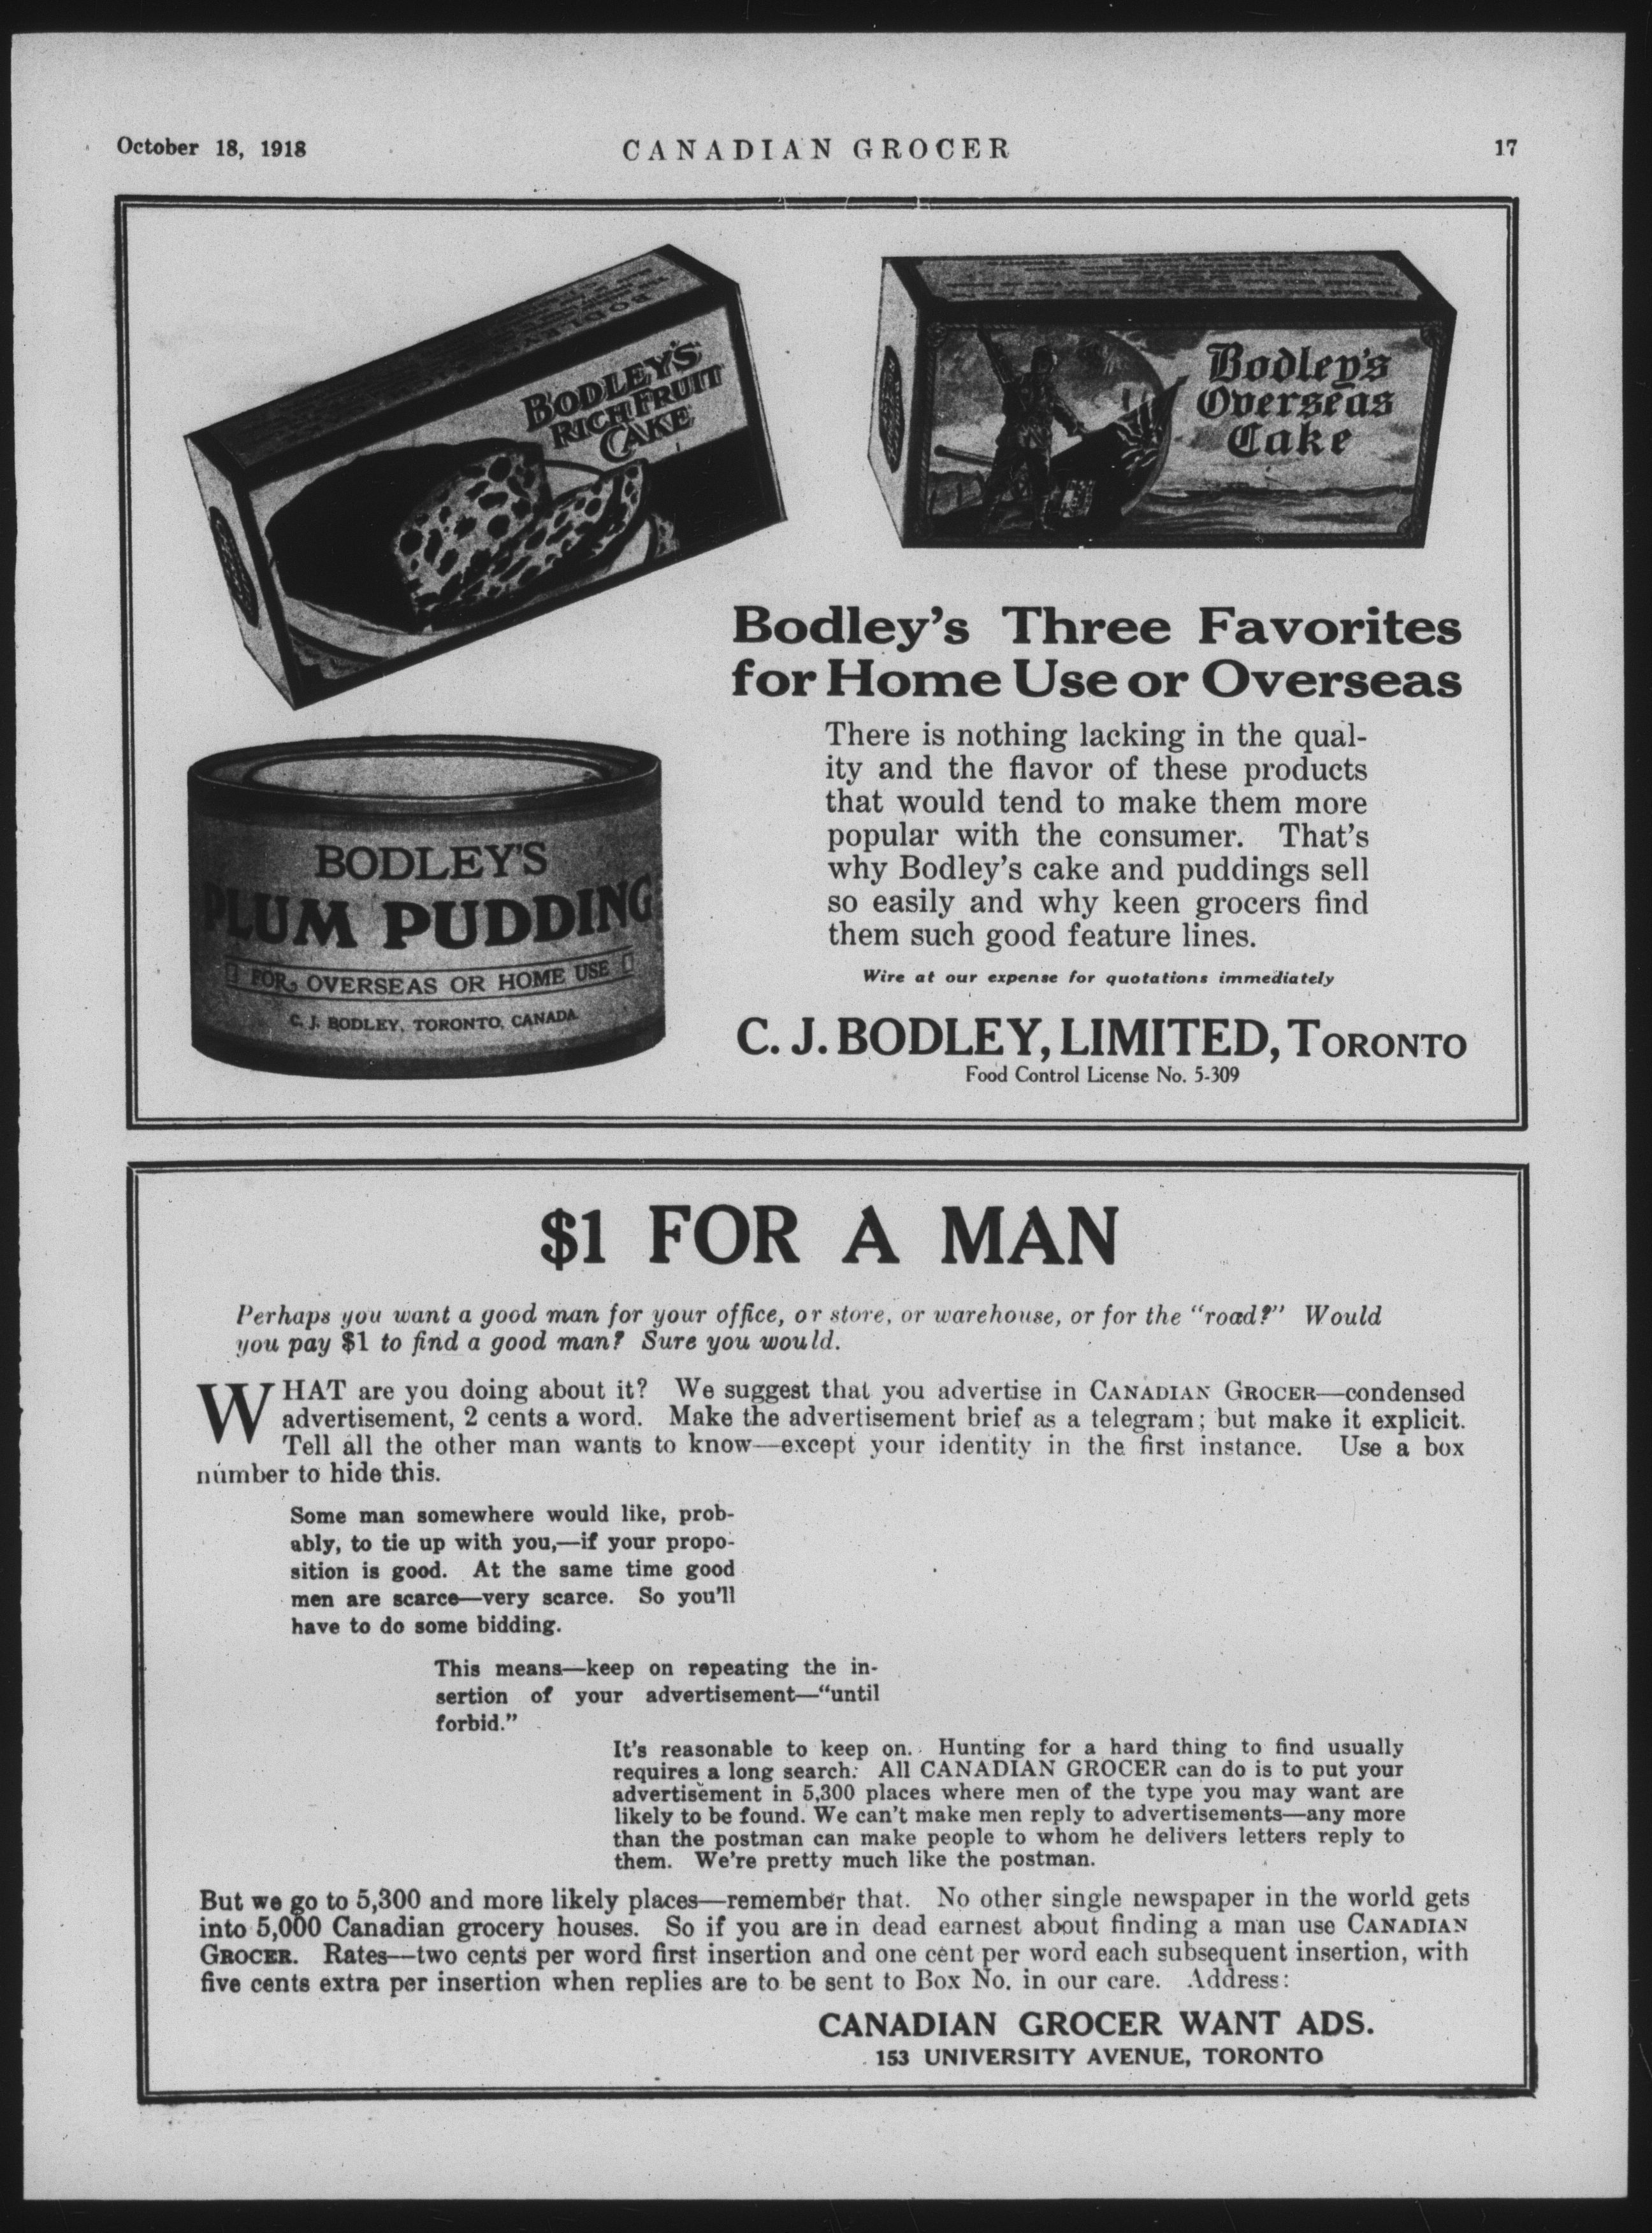 October 18, 1918
CANADIAN GROCER
17
BODLEY'S
RICH FRUIT
CAKE
Bodley's
Overseas
Cake
Bodley's Three Favorites
for Home Use or Overseas
There is nothing lacking in the qual-
ity and the flavor of these products
that would tend to make them more
popular with the consumer. That's
why Bodley's cake and puddings sell
so easily and why keen grocers find
them such good feature lines.
Wire at our expense for quotations immediately
C. J. BODLEY, LIMITED, TORONTO
Food Control License No. 5-309
BODLEY'S
PLUM PUDDING
FOR OVERSEAS OR HOME USE
C. J. BODLEY, TORONTO, CANADA
$1 FOR A MAN
Perhaps you want a good man for your office, or store, or warehouse, or for the "road?" Would
you pay $1 to find a good man? Sure you would.
WHAT are you doing about it? We suggest that you advertise in CANADIAN GROCER—condensed
advertisement, 2 cents a word. Make the advertisement brief as a telegram; but make it explicit.
Tell all the other man wants to know—except your identity in the first instance. Use a box
number to hide this.
Some man somewhere would like, prob-
ably, to tie up with you,—if your propo-
sition is good. At the same time good
men are scarce—very scarce. So you'll
have to do some bidding.
This means—keep on repeating the in-
sertion of your advertisement—"until
forbid."
It's reasonable to keep on. Hunting for a hard thing to find usually
requires a long search. All CANADIAN GROCER can do is to put your
advertisement in 5,300 places where men of the type you may want are
likely to be found. We can't make men reply to advertisements—any more
than the postman can make people to whom he delivers letters reply to
them. We're pretty much like the postman.
But we go to 5,300 and more likely places—remember that. No other single newspaper in the world gets
into 5,000 Canadian grocery houses. So if you are in dead earnest about finding a man use CANADIAN
GROCER. Rates—two cents per word first insertion and one cent per word each subsequent insertion, with
five cents extra per insertion when replies are to be sent to Box No. in our care. Address:
CANADIAN GROCER WANT ADS.
153 UNIVERSITY AVENUE, TORONTO